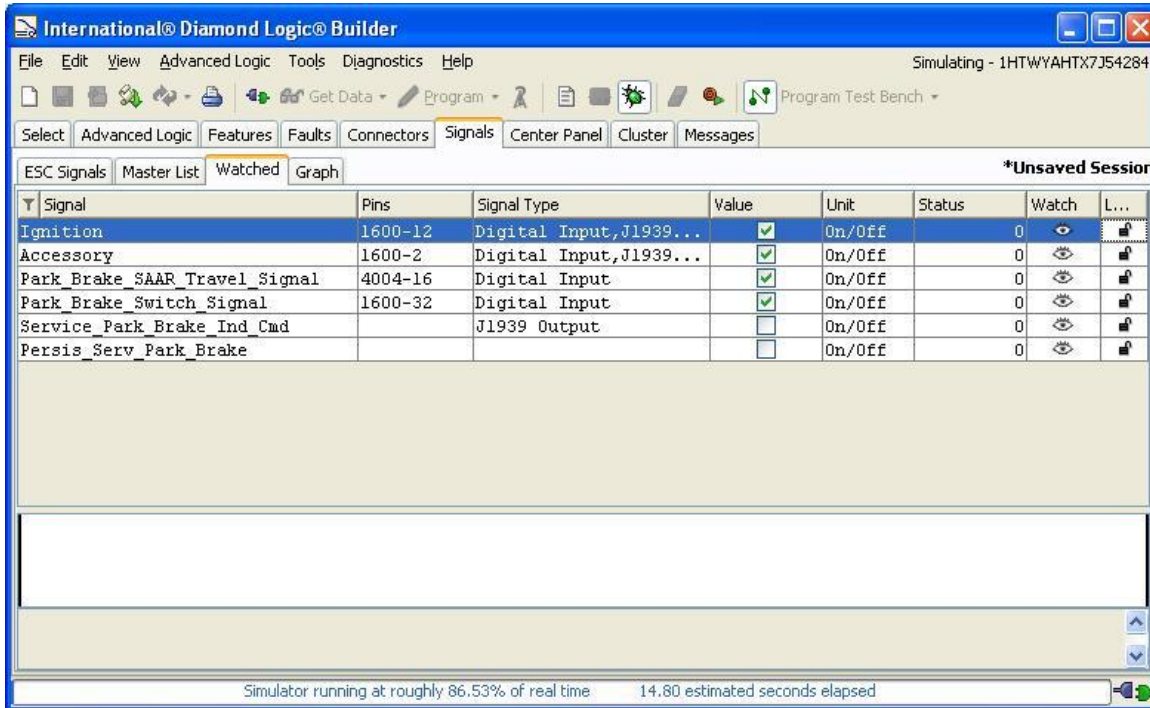 International® Diamond Logic® Builder
File Edit View Advanced Logic Tools Diagnostics Help Simulating - 1HTWYAHTX7J54284
Get Data Program Program Test Bench
Select Advanced Logic Features Faults Connectors Signals Center Panel Cluster Messages
ESC Signals Master List Watched Graph *Unsaved Session
Signal Pins Signal Type Value Unit Status Watch L...
Ignition 1600-12 Digital Input,J1939... On/Off 0
Accessory 1600-2 Digital Input,J1939... On/Off 0
Park_Brake_SAAR_Travel_Signal 4004-16 Digital Input On/Off 0
Park_Brake_Switch_Signal 1600-32 Digital Input On/Off 0
Service_Park_Brake_Ind_Cmd J1939 Output On/Off 0
Persis_Serv_Park_Brake On/Off 0
Simulator running at roughly 86.53% of real time 14.80 estimated seconds elapsed